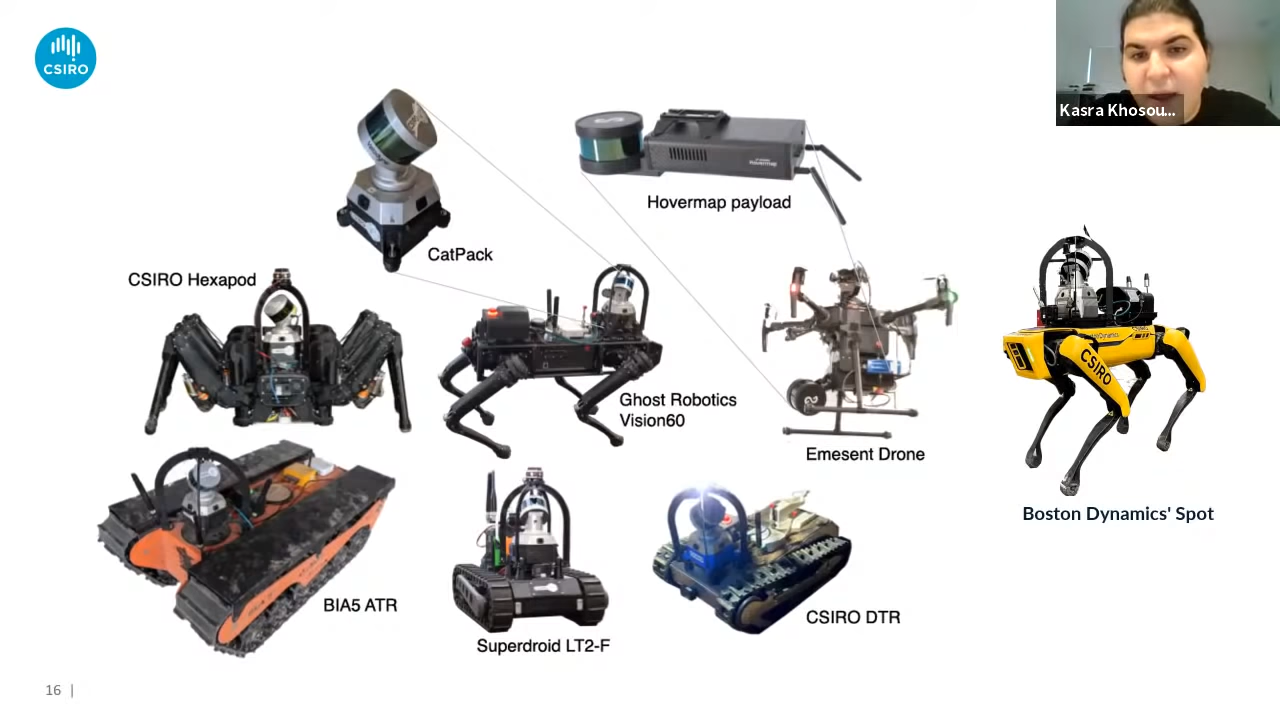 CSIRO
Kasra Khosou...
Hovermap payload
CatPack
CSIRO Hexapod
Ghost Robotics
Vision60
Emesent Drone
CSIRO
Boston Dynamics' Spot
BIA5 ATR
CSIRO DTR
Superdroid LT2-F
16 |